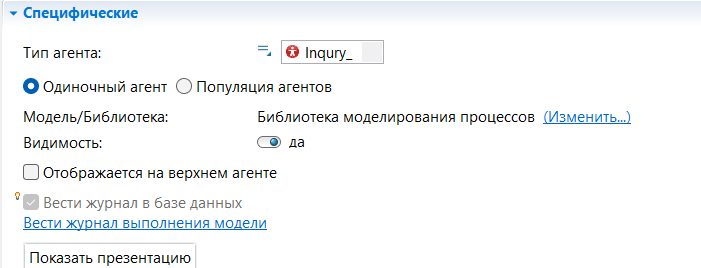 Специфические
Тип агента: Inqury_
Одиночный агент Популяция агентов
Модель/Библиотека: Библиотека моделирования процессов (Изменить...)
Видимость: да
Отображается на верхнем агенте
Вести журнал в базе данных
Вести журнал выполнения модели
Показать презентацию